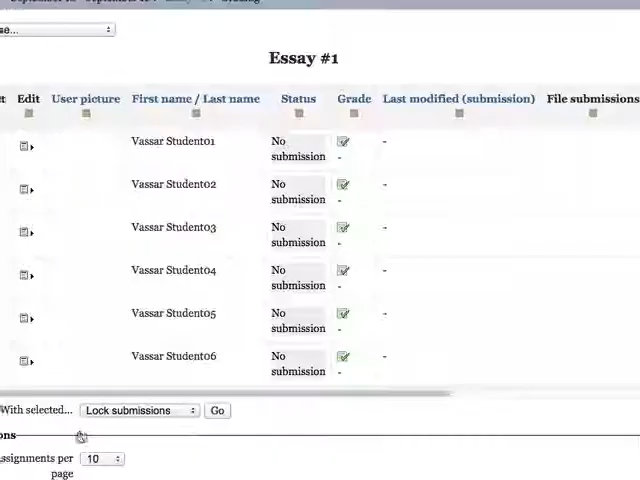 Essay #1
Edit User picture First name / Last name Status Grade Last modified (submission) File submissions
Vassar Student01 No submission - -
Vassar Student02 No submission - -
Vassar Student03 No submission - -
Vassar Student04 No submission - -
Vassar Student05 No submission - -
Vassar Student06 No submission - -
With selected... Lock submissions Go
ons
ssignments per page 10